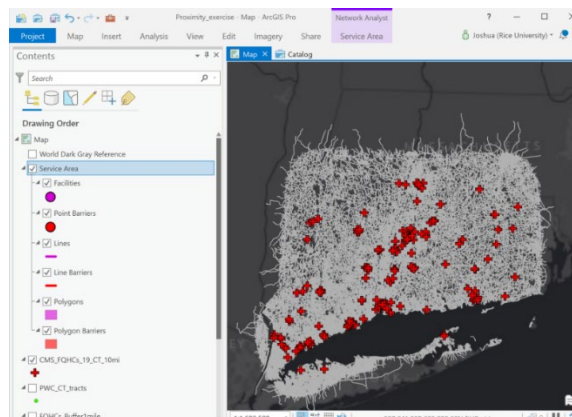 Proximity_exercise - Map - ArcGIS Pro
Network Analyst
?
Project Map Insert Analysis View Edit Imagery Share Service Area
Joshua (Rice University)
Contents
Map Catalog
Search
Drawing Order
Map
World Dark Gray Reference
Service Area
Facilities
Point Barriers
Lines
Line Barriers
Polygons
Polygon Barriers
CMS_FQHCs_19_CT_10mi
PWC_CT_tracts